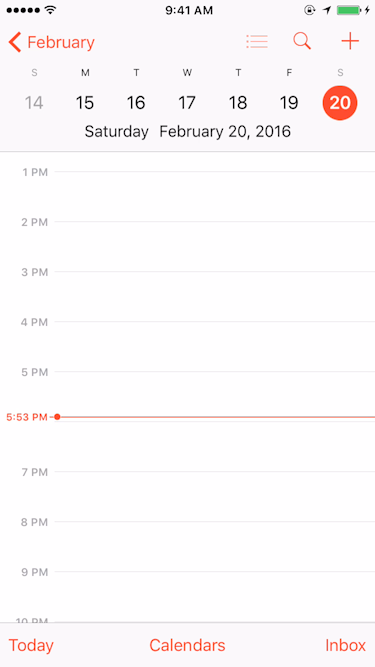 9:41 AM
February
S M T W T F S
14 15 16 17 18 19 20
Saturday February 20, 2016
1 PM
2 PM
3 PM
4 PM
5 PM
5:53 PM
7 PM
8 PM
9 PM
10 PM
Today Calendars Inbox